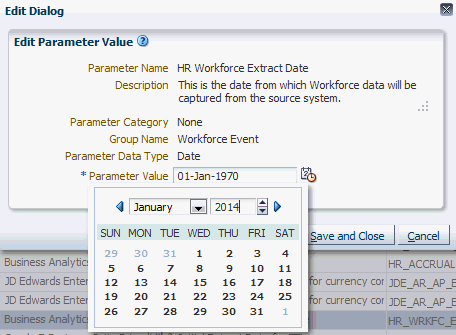 Edit Dialog
Edit Parameter Value
Parameter Name HR Workforce Extract Date
Description This is the date from which Workforce data will be
captured from the source system.
Parameter Category None
Group Name Workforce Event
Parameter Data Type Date
* Parameter Value 01-Jan-1970
January 2014
SUN MON TUE WED THU FRI SAT
29 30 31 1 2 3 4
5 6 7 8 9 10 11
12 13 14 15 16 17 18
19 20 21 22 23 24 25
26 27 28 29 30 31 1
Save and Close Cancel
Business Analytics HR_ACCRUAL
JD Edwards Enter for currency cor JDE_AR_AP_E
JD Edwards Enter for currency cor JDE_AR_AP_E
Business Analytics HR_WRKFC_E